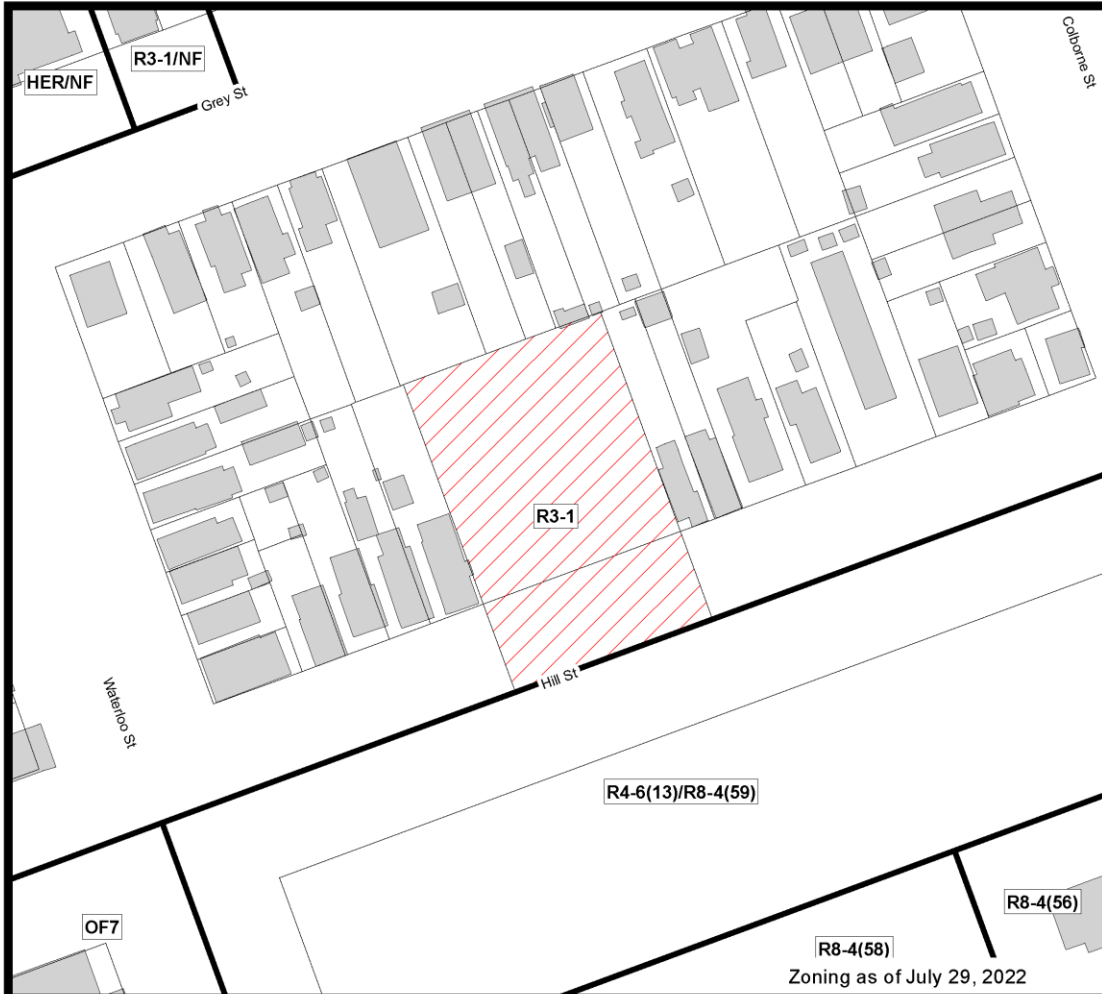 Colborne St
R3-1/NF
HER/NF
Grey St
R3-1
Hill St
Waterloo St
R4-6(13)/R8-4(59)
R8-4(56)
OF7
R8-4(58)
Zoning as of July 29, 2022